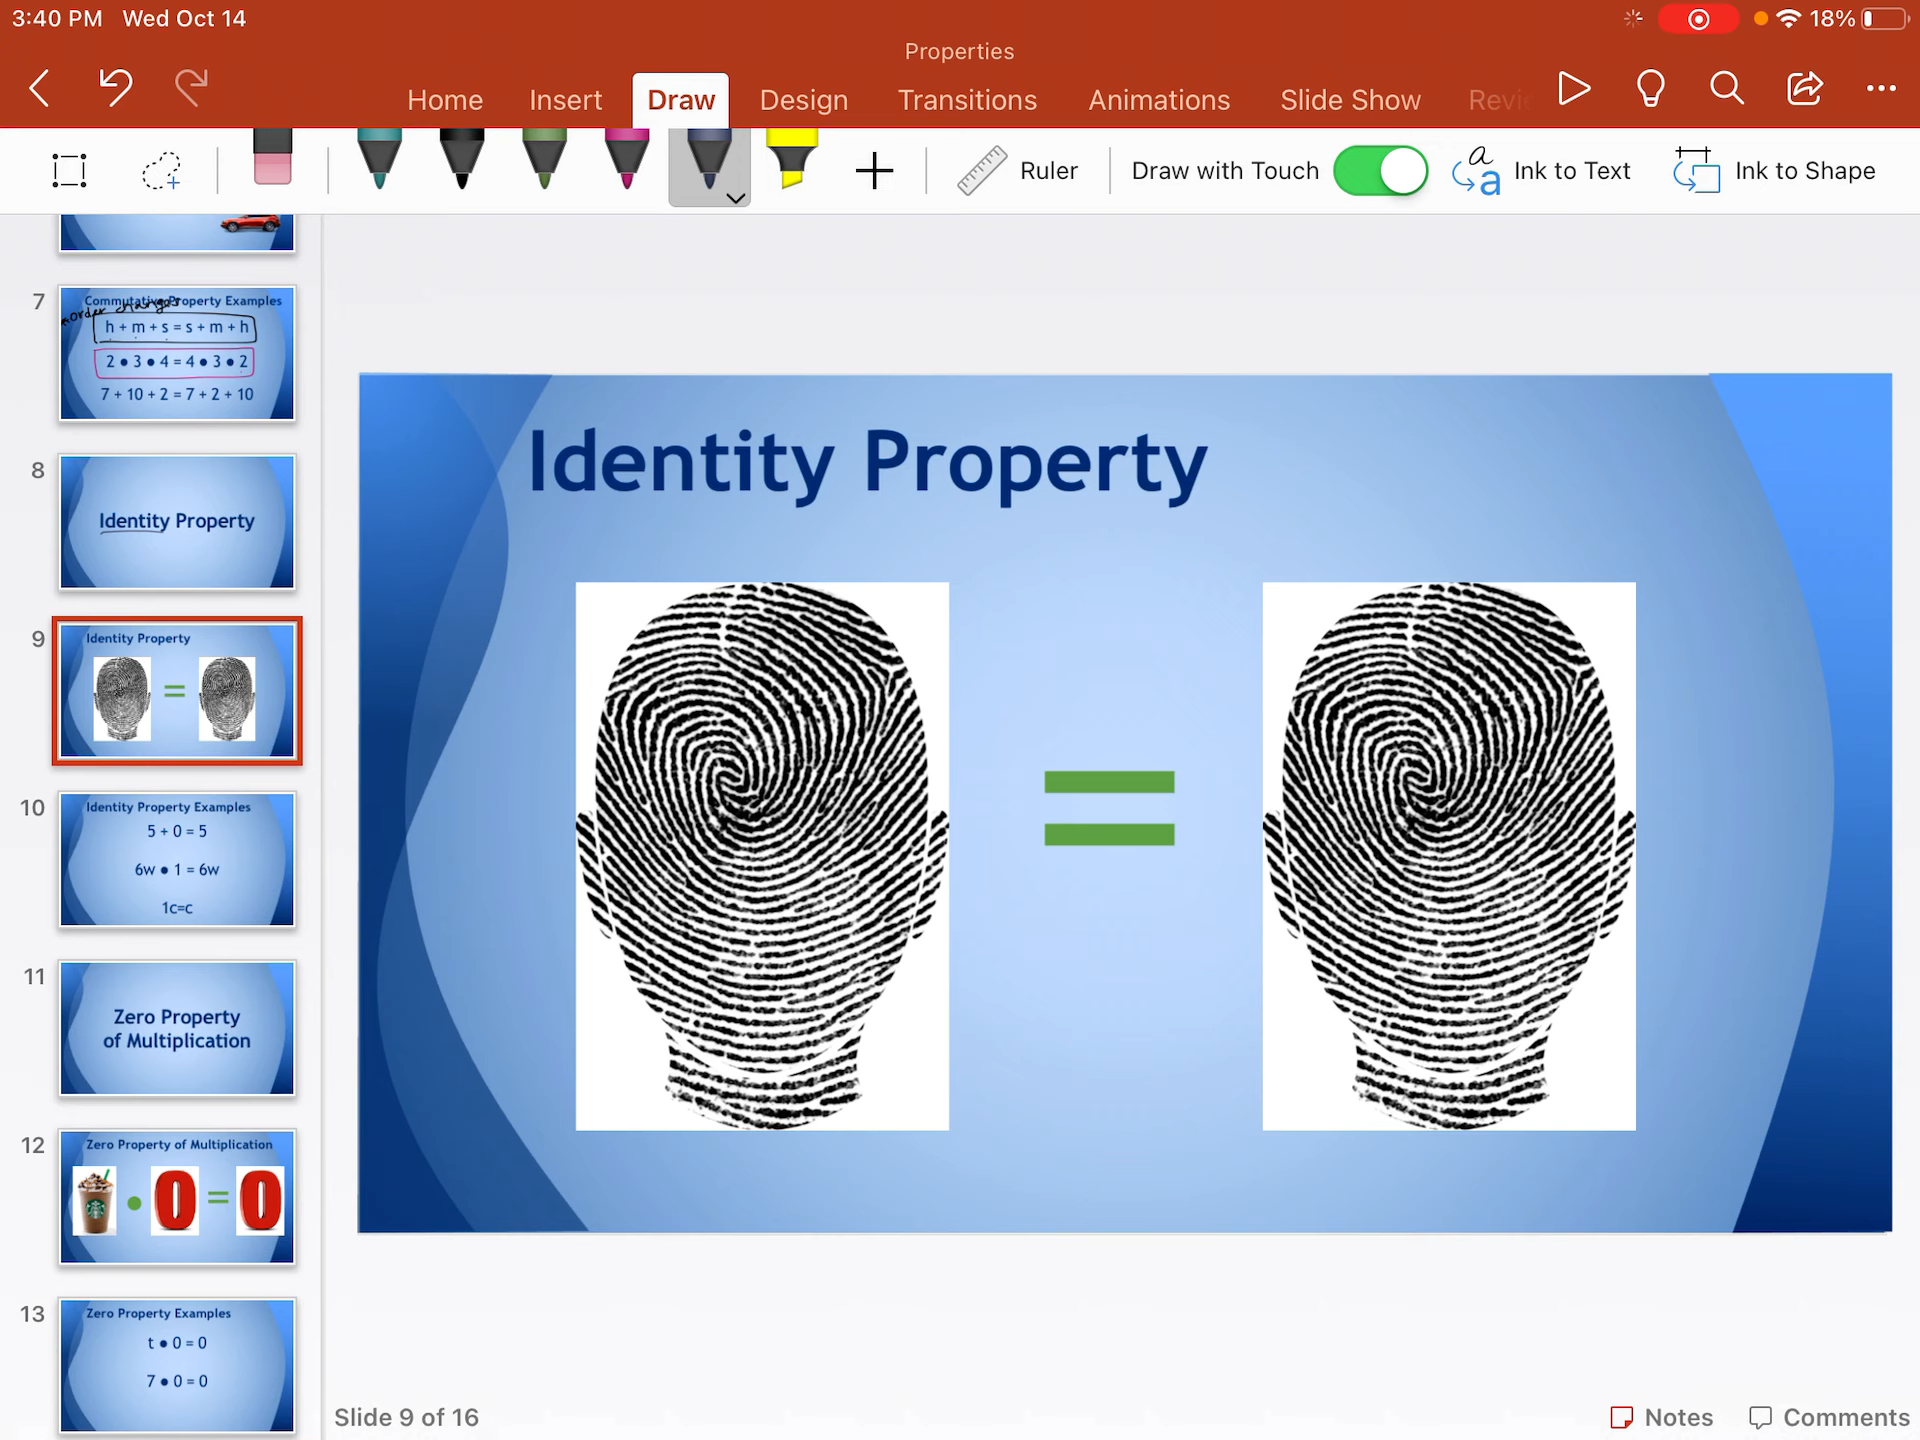 3:40 PM Wed Oct 14
18%
Properties
Home Insert Draw Design Transitions Animations Slide Show Revie
Ruler Draw with Touch Ink to Text Ink to Shape
7
Commutative Property Examples
order changes
h + m + s = s + m + h
2 • 3 • 4 = 4 • 3 • 2
7 + 10 + 2 = 7 + 2 + 10
8
Identity Property
9
Identity Property
=
10
Identity Property Examples
5 + 0 = 5
6w • 1 = 6w
1c=c
11
Zero Property
of Multiplication
12
Zero Property of Multiplication
• 0 = 0
13
Zero Property Examples
t • 0 = 0
7 • 0 = 0
Identity Property
=
Slide 9 of 16
Notes Comments